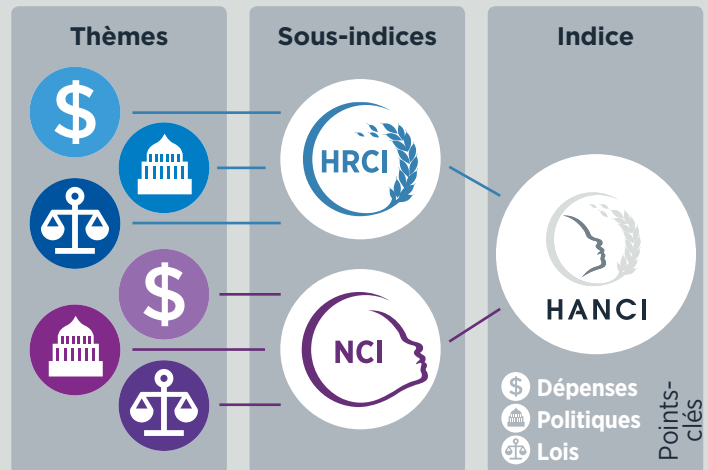 Thèmes
Sous-indices
Indice
$
HRCI
$
NCI
HANCI
$ Dépenses
Politiques
Lois
Points-
clés